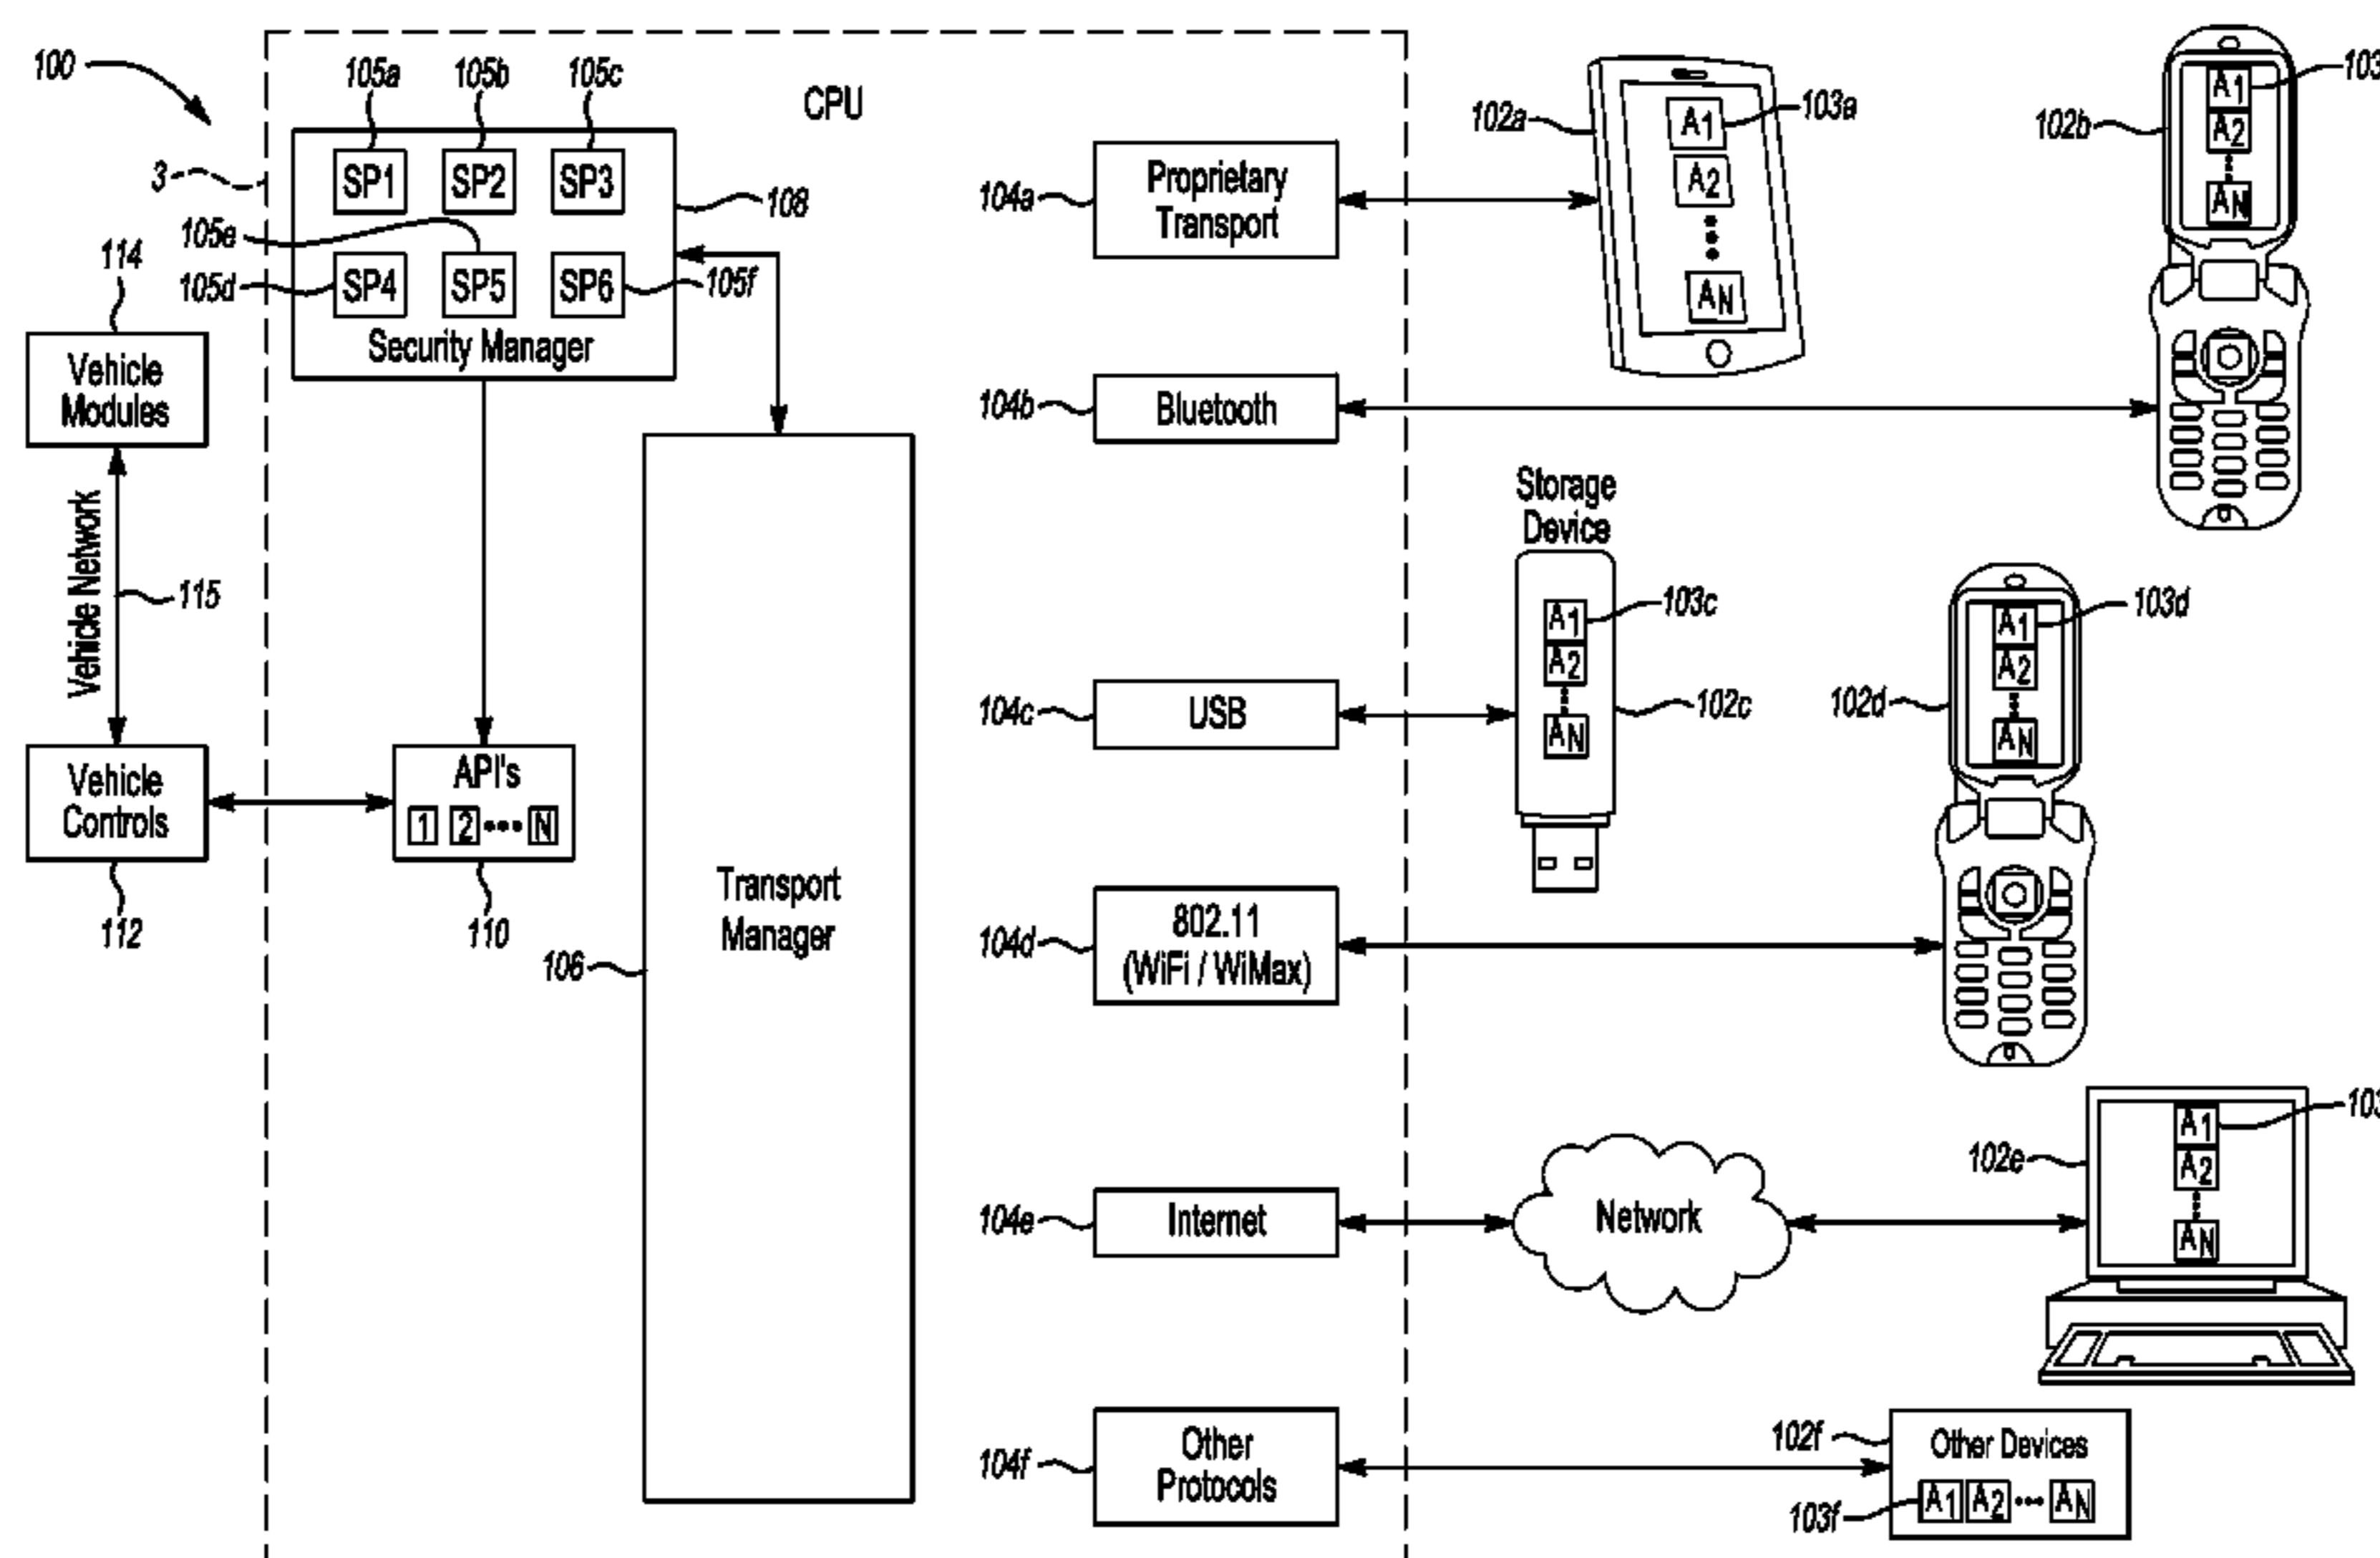 100
3
CPU
105a
105b
105c
SP1 SP2 SP3
105e
105d
SP4 SP5 SP6
105f
Security Manager
108
114
Vehicle
Modules
Vehicle Network
115
Vehicle
Controls
112
API's
1 2 ••• N
110
Transport
Manager
106
104a
Proprietary
Transport
104b
Bluetooth
104c
USB
104d
802.11
(WiFi / WiMax)
104e
Internet
104f
Other
Protocols
102a
A1
103a
A2
AN
102b
A1
103
A2
AN
Storage
Device
A1
103c
A2
AN
102c
102d
A1
103d
A2
AN
Network
102e
A1
103
A2
AN
102f
Other Devices
103f
A1 A2 ••• AN